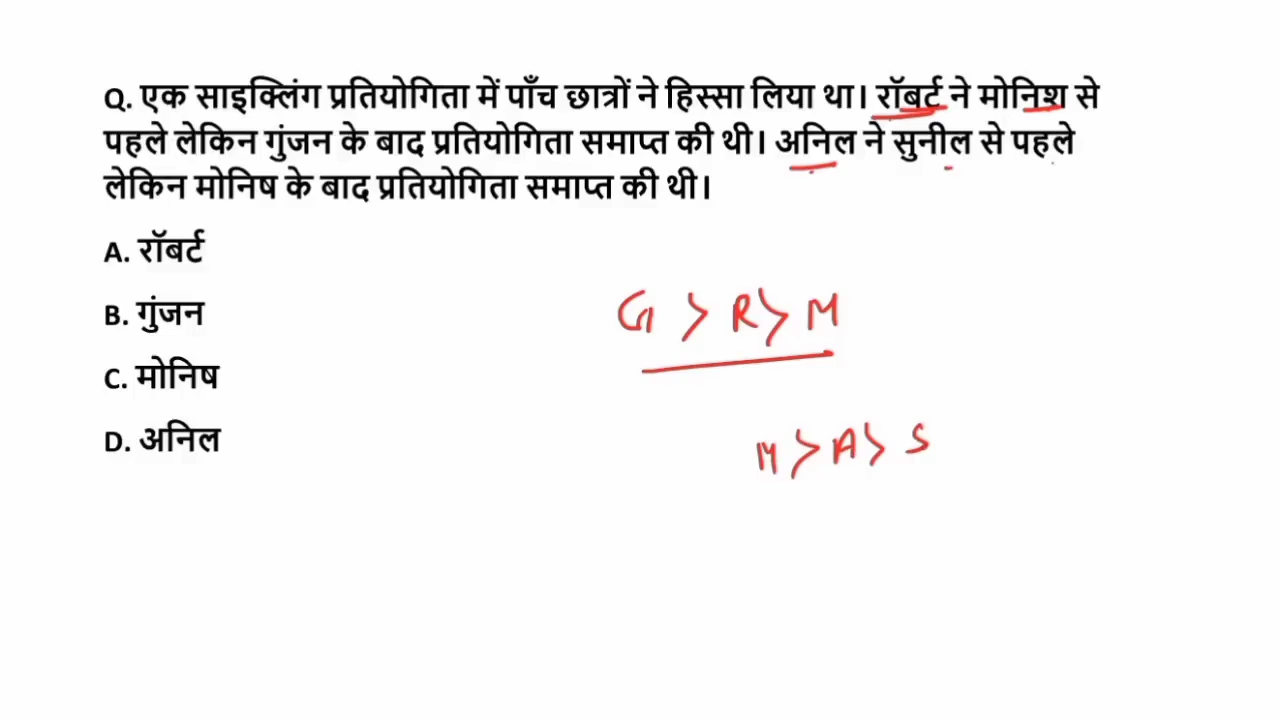 Q. एक साइक्लिंग प्रतियोगिता में पाँच छात्रों ने हिस्सा लिया था। रॉबर्ट ने मोनिश से
पहले लेकिन गुंजन के बाद प्रतियोगिता समाप्त की थी। अनिल ने सुनील से पहले
लेकिन मोनिष के बाद प्रतियोगिता समाप्त की थी।
A. रॉबर्ट
B. गुंजन
G > R > M
C. मोनिष
D. अनिल
M > A > S